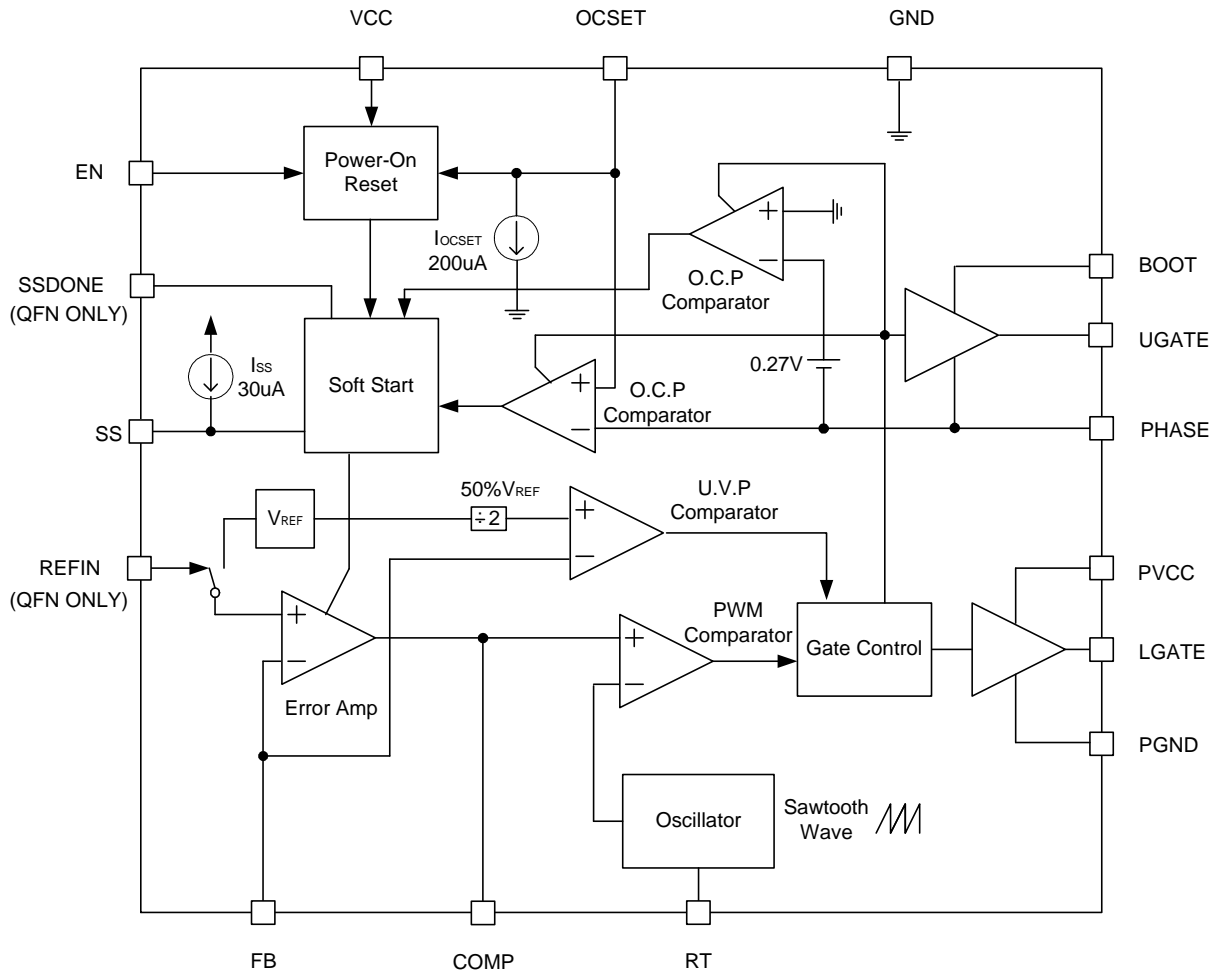 VCC
OCSET
GND
EN
Power-On
Reset
IOCSET
200uA
+
−
O.C.P
Comparator
SSDONE
(QFN ONLY)
BOOT
UGATE
ISS
30uA
Soft Start
0.27V
+
−
O.C.P
Comparator
SS
PHASE
50%VREF
U.V.P
Comparator
VREF
÷2
+
−
REFIN
(QFN ONLY)
PVCC
+
−
Error Amp
PWM
Comparator
+
−
Gate Control
LGATE
PGND
Oscillator
Sawtooth
Wave
FB
COMP
RT